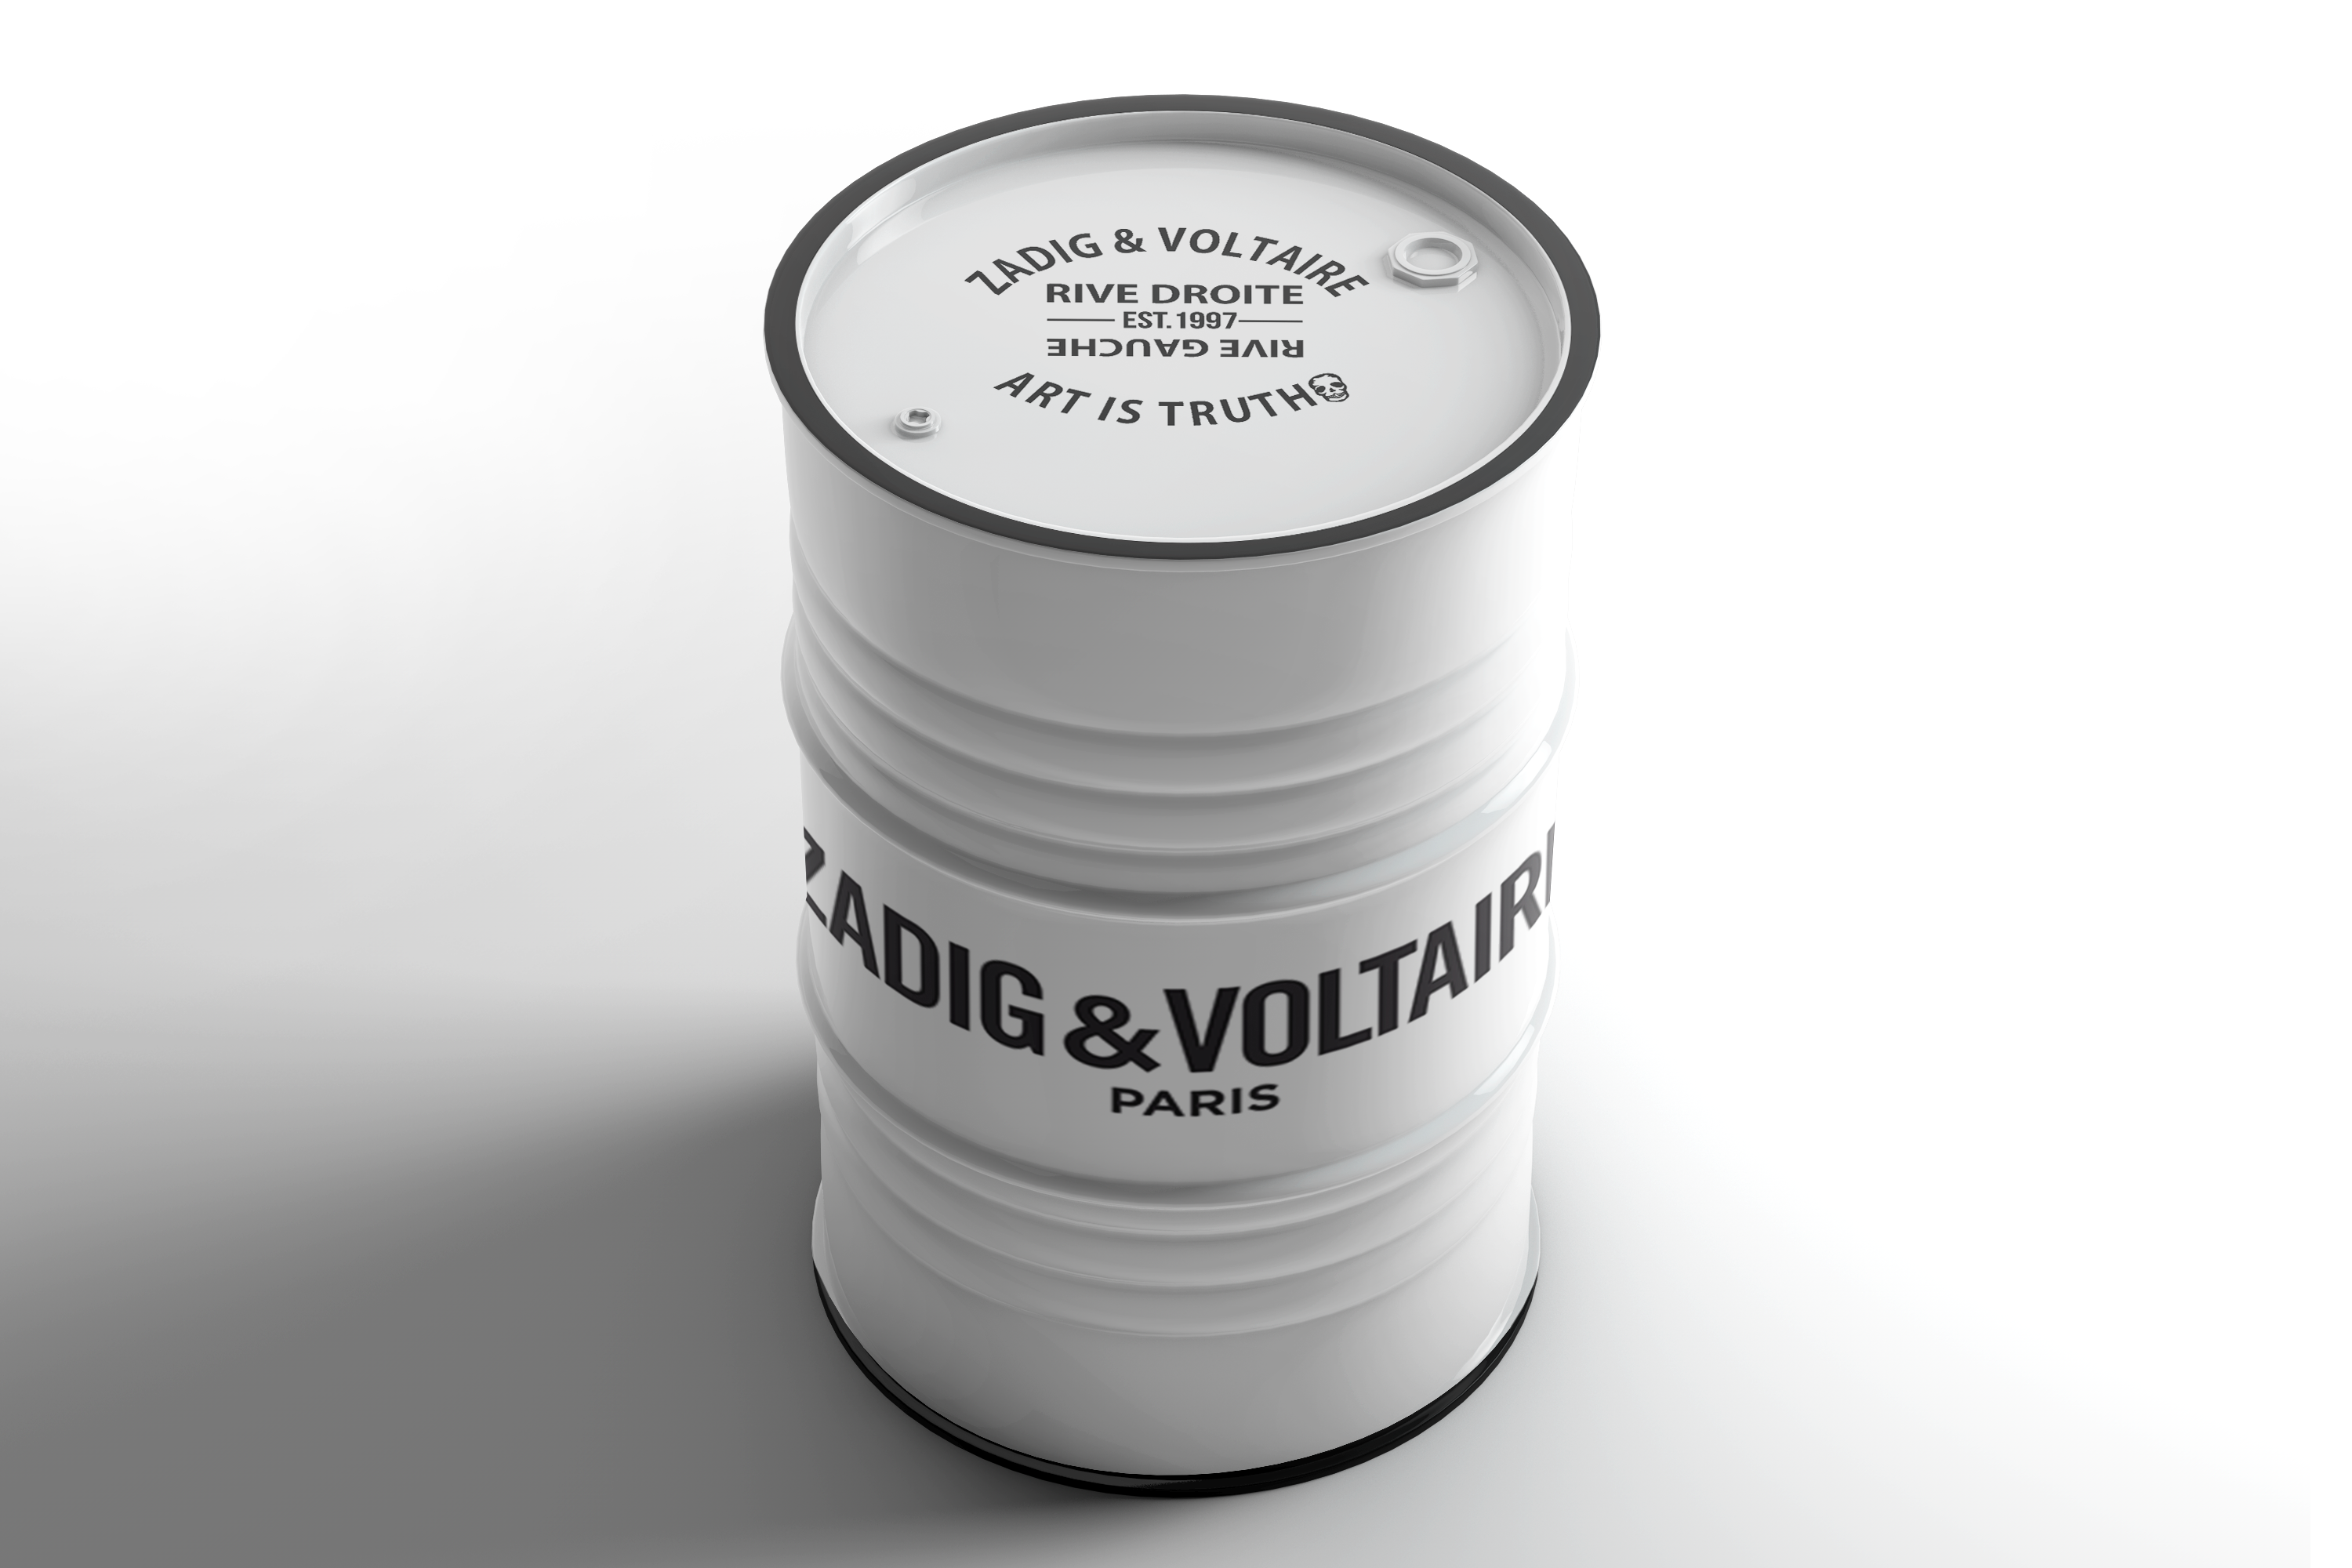 ZADIG & VOLTAIRE
RIVE DROITE
EST. 1997
RIVE GAUCHE
ART IS TRUTH
ZADIG & VOLTAIRE
PARIS